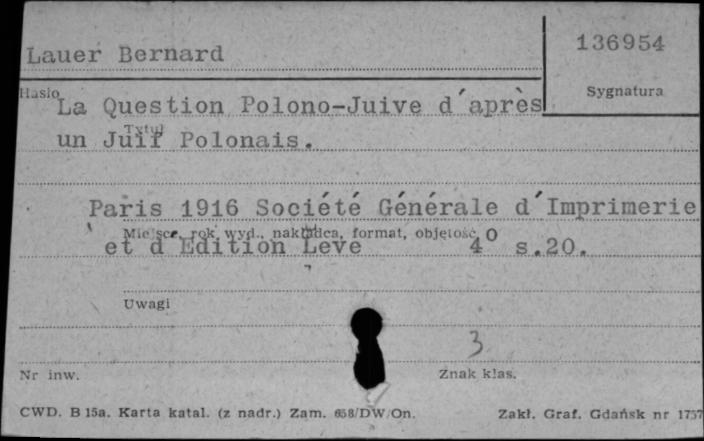 Lauer Bernard
136954
Hasło
Sygnatura
La Question Polono-Juive d'après
Tytuł
un Juif Polonais.
Paris 1916 Société Générale d'Imprimerie
Miejsce, rok wyd., nakładca, format, objętość
et d Edition Leve 4° s.20.
Uwagi
3
Nr inw.
Znak klas.
CWD. B 15a. Karta katal. (z nadr.) Zam. 658/DW/On.
Zakł. Graf. Gdańsk nr 1757